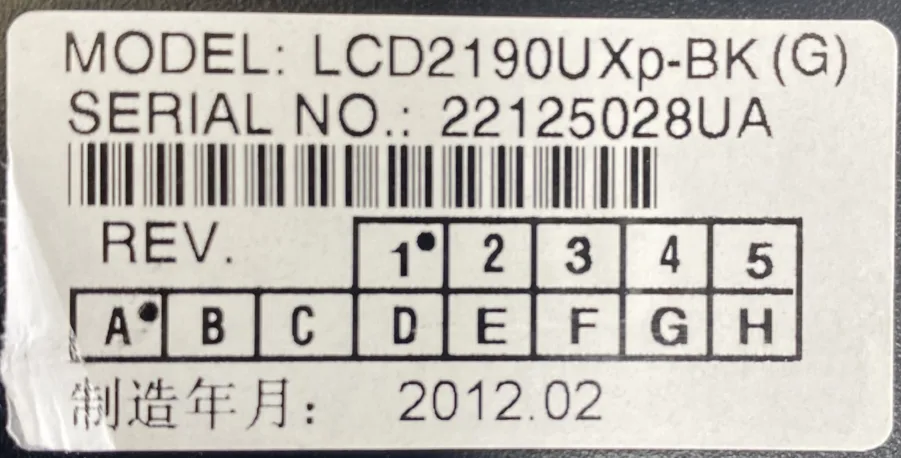 MODEL: LCD2190UXp-BK(G)
SERIAL NO.: 22125028UA
REV. 1 2 3 4 5
A B C D E F G H
制造年月: 2012.02